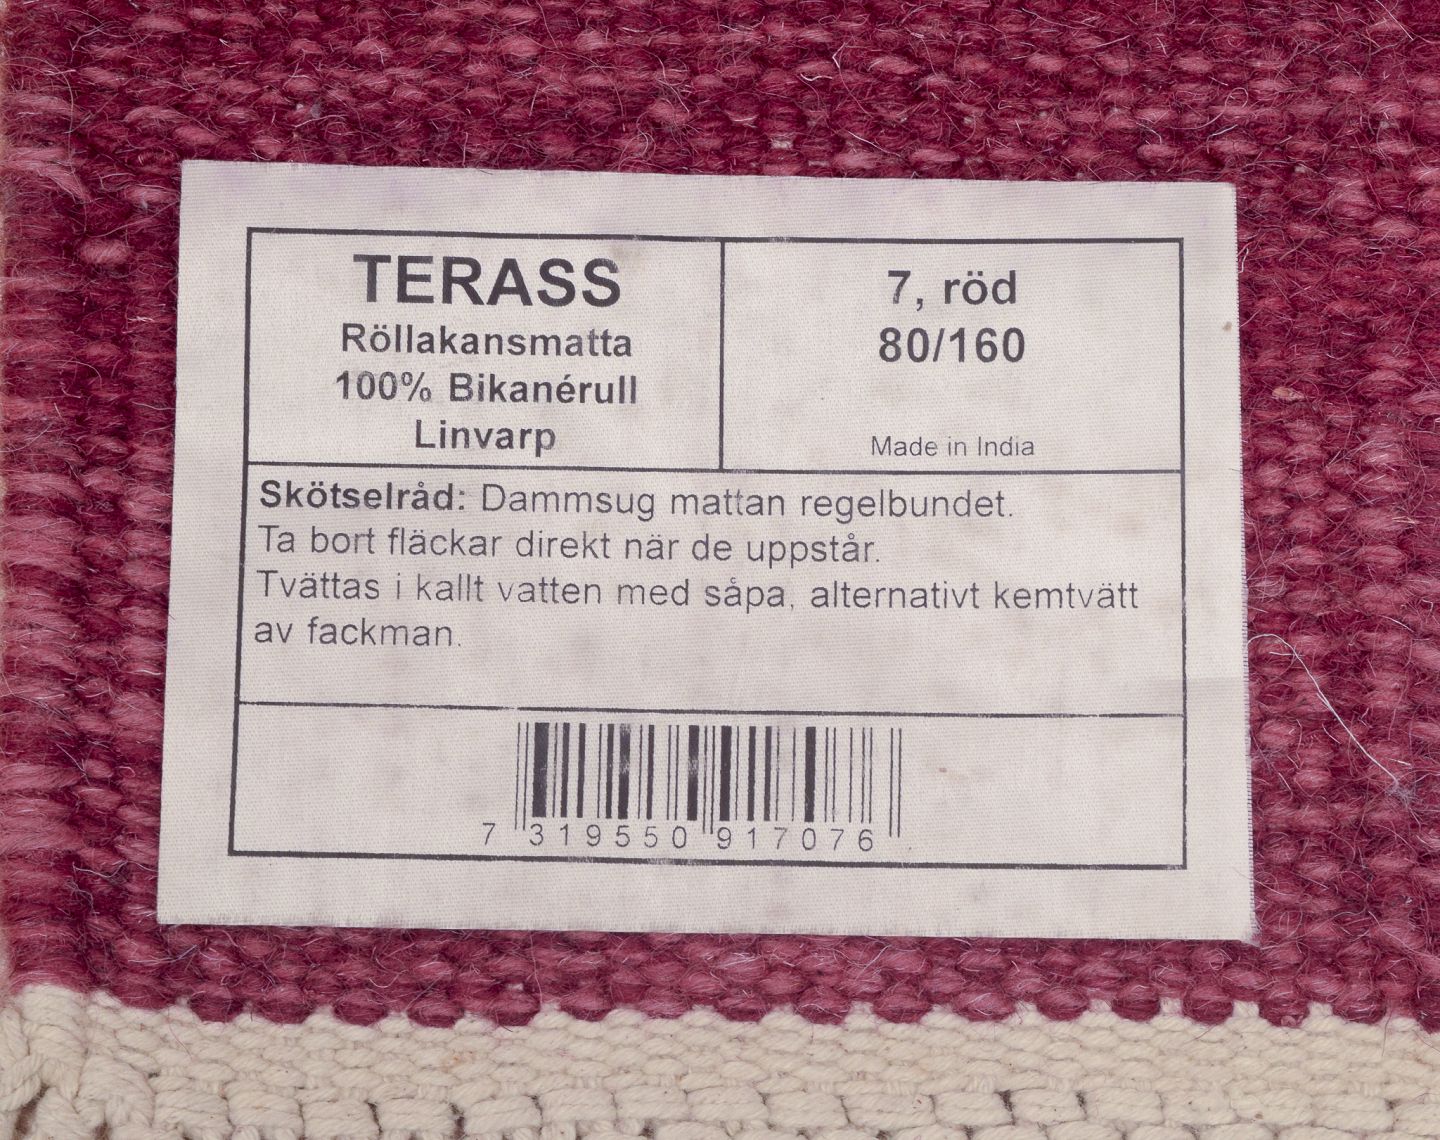 TERASS
Röllakansmatta
100% Bikanérull
Linvarp
7, röd
80/160
Made in India
Skötselråd: Dammsug mattan regelbundet.
Ta bort fläckar direkt när de uppstår.
Tvättas i kallt vatten med såpa, alternativt kemtvätt
av fackman.
7 319550 917076